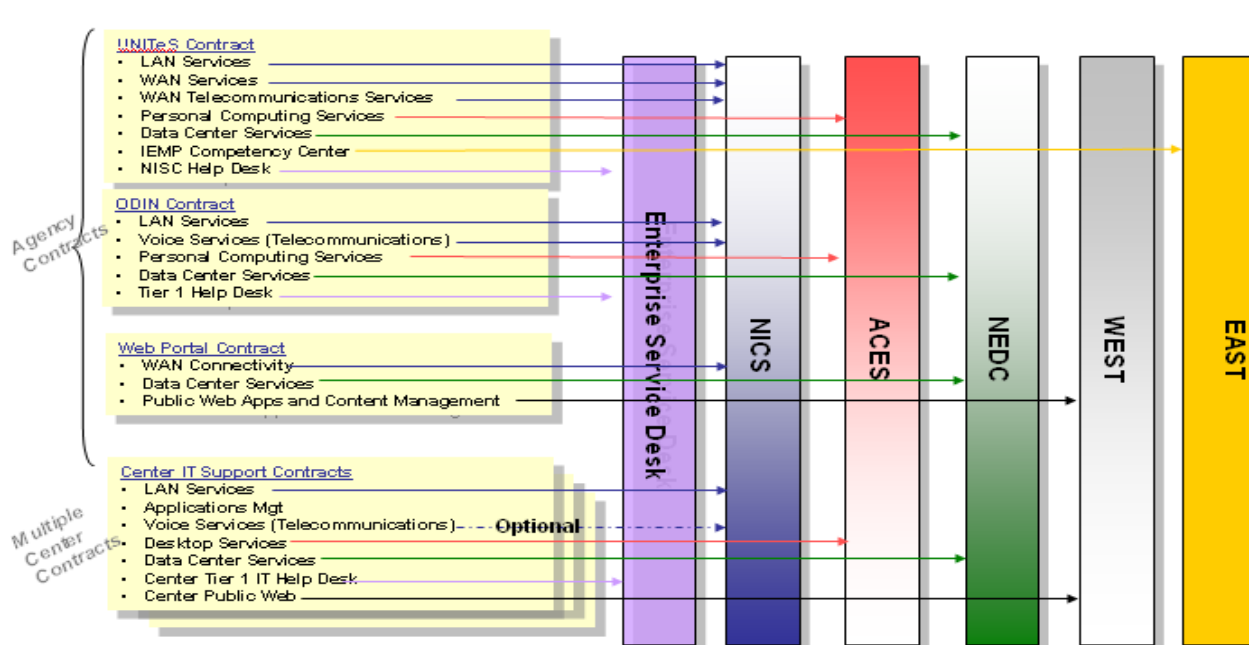 UNITeS Contract
• LAN Services
• WAN Services
• WAN Telecommunications Services
• Personal Computing Services
• Data Center Services
• IEMP Competency Center
• NISC Help Desk
ODIN Contract
• LAN Services
• Voice Services (Telecommunications)
• Personal Computing Services
• Data Center Services
• Tier 1 Help Desk
Agency
Contracts
Web Portal Contract
• WAN Connectivity
• Data Center Services
• Public Web Apps and Content Management
Center IT Support Contracts
• LAN Services
• Applications Mgt
• Voice Services (Telecommunications)
Optional
• Desktop Services
• Data Center Services
• Center Tier 1 IT Help Desk
• Center Public Web
Multiple
Center
Contracts
Enterprise Service Desk
NICS
ACES
NEDC
WEST
EAST